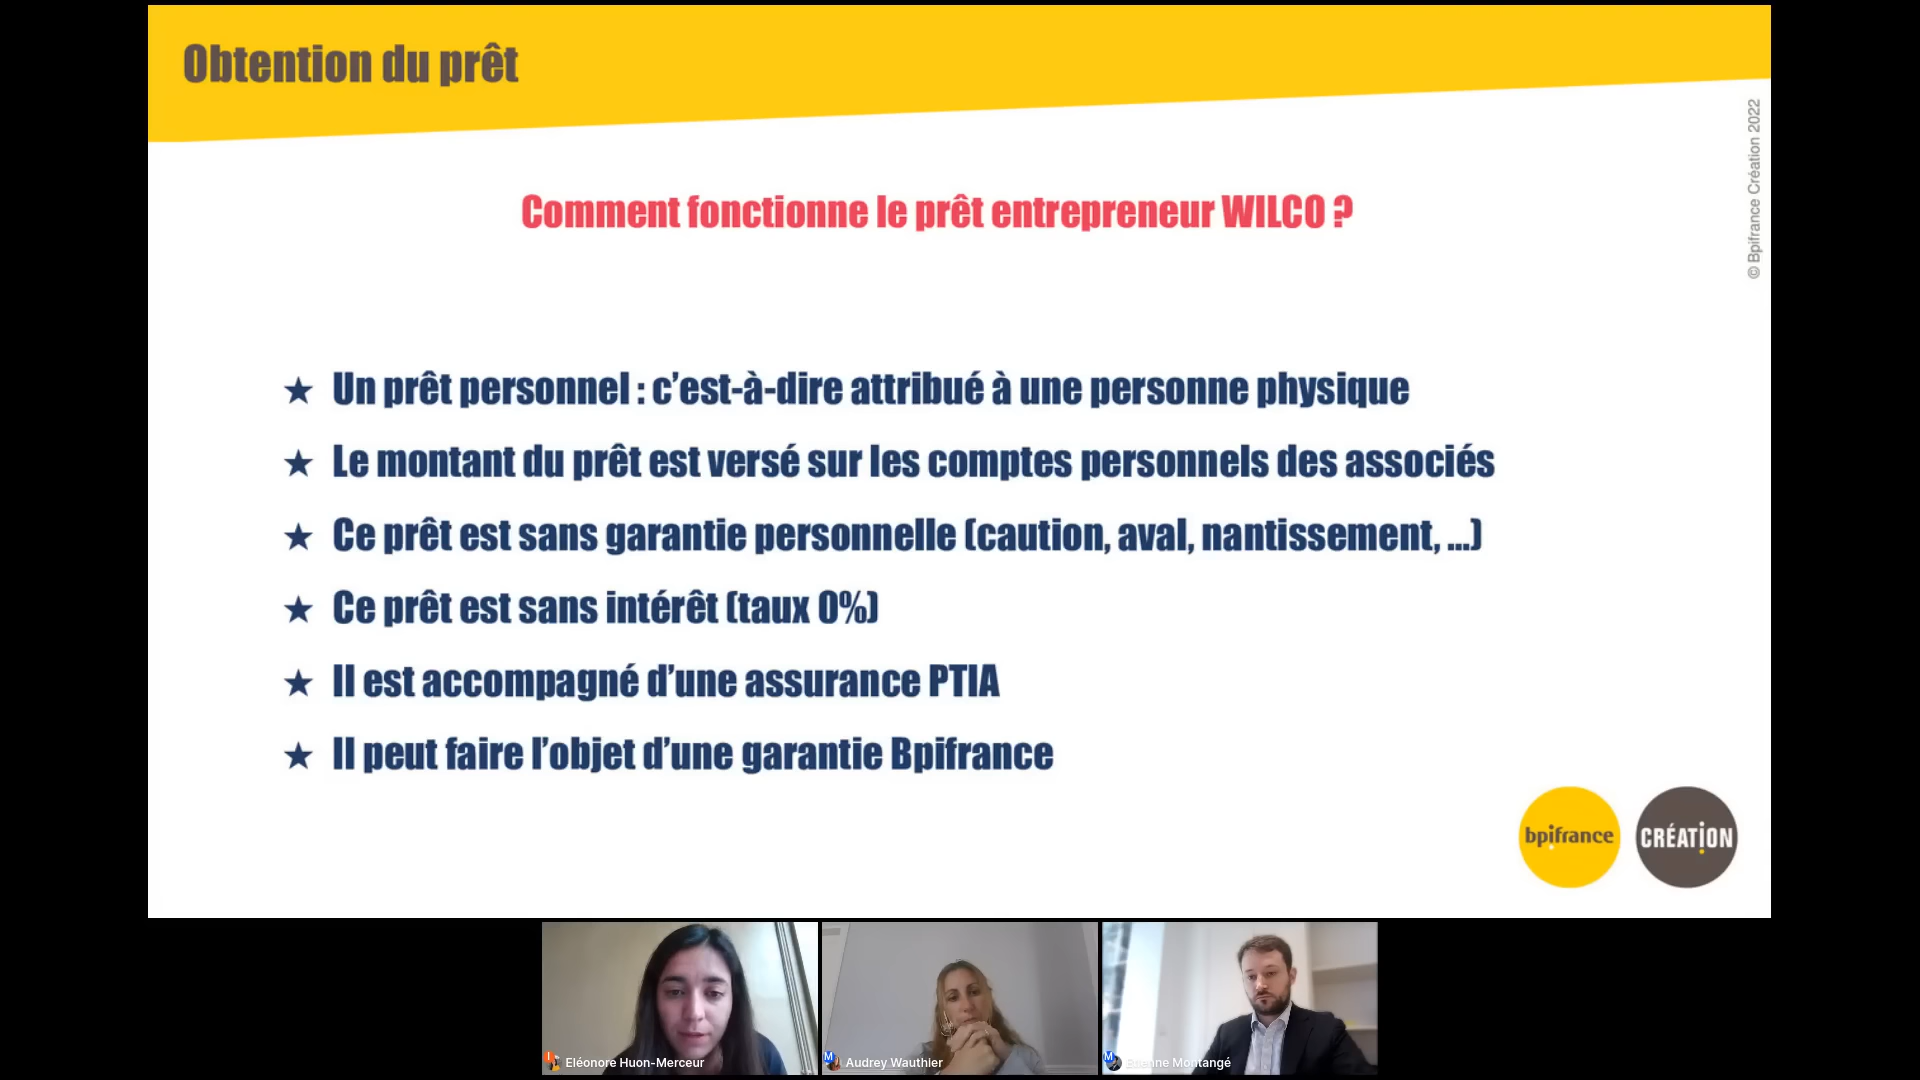 Obtention du prêt
© Bpifrance Création 2022
Comment fonctionne le prêt entrepreneur WILCO ?
★ Un prêt personnel : c’est-à-dire attribué à une personne physique
★ Le montant du prêt est versé sur les comptes personnels des associés
★ Ce prêt est sans garantie personnelle (caution, aval, nantissement, ...)
★ Ce prêt est sans intérêt (taux 0%)
★ Il est accompagné d’une assurance PTIA
★ Il peut faire l’objet d’une garantie Bpifrance
bpifrance
CRÉATION
Eléonore Huon-Merceur
Audrey Wauthier
Etienne Montangé